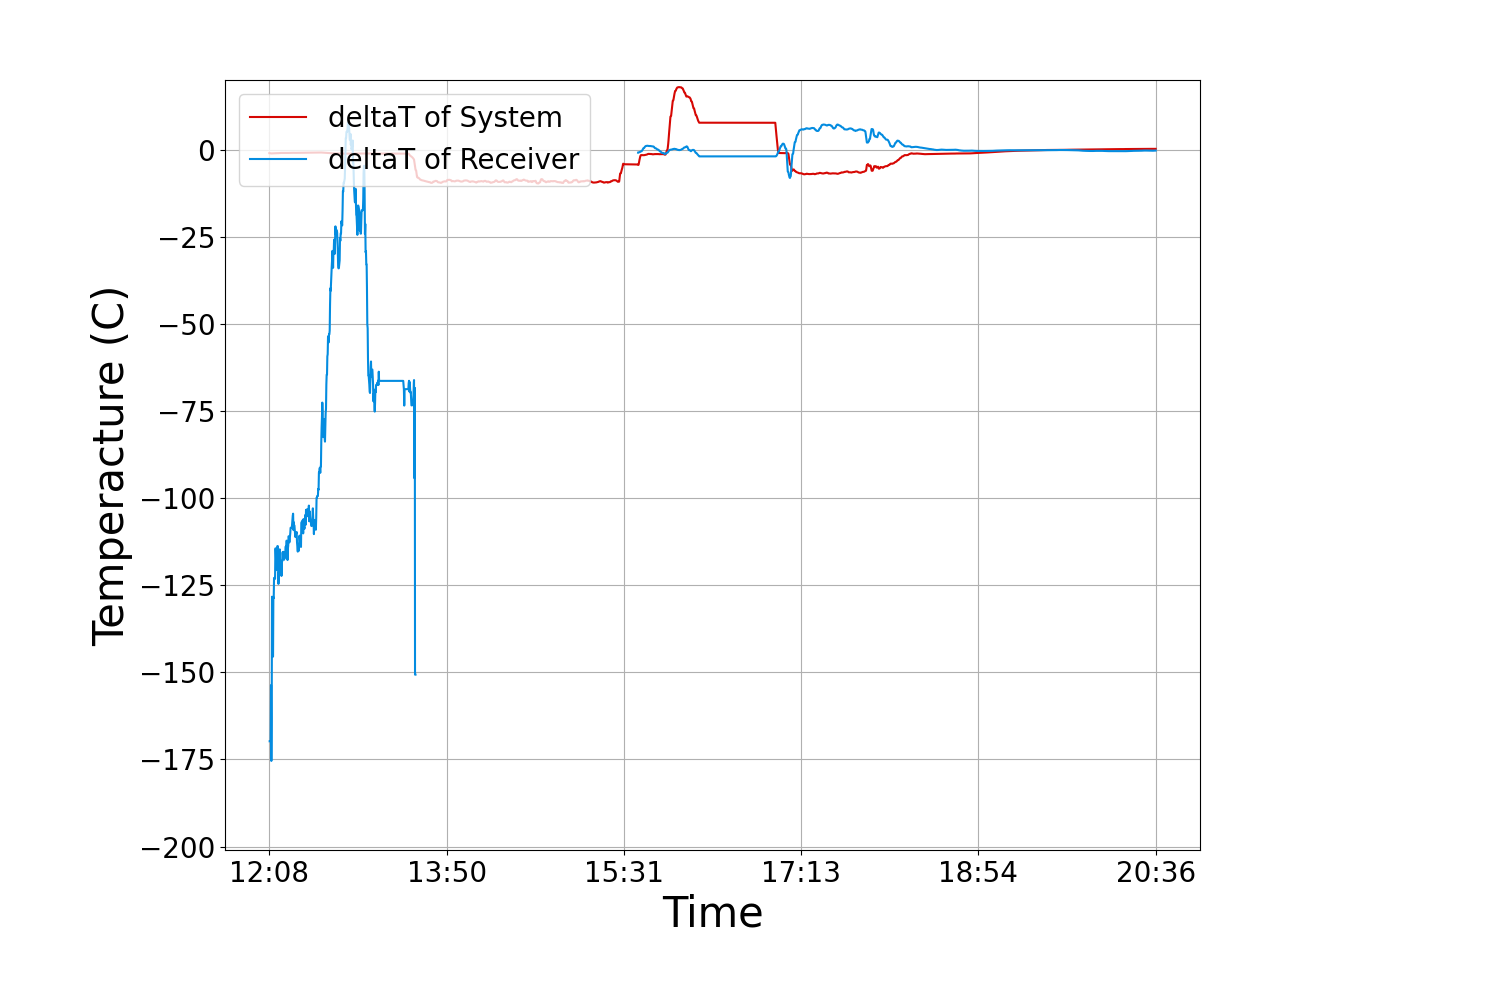 deltaT of System
deltaT of Receiver
0
−25
−50
−75
−100
−125
−150
−175
−200
Temperacture (C)
12:08 13:50 15:31 17:13 18:54 20:36
Time